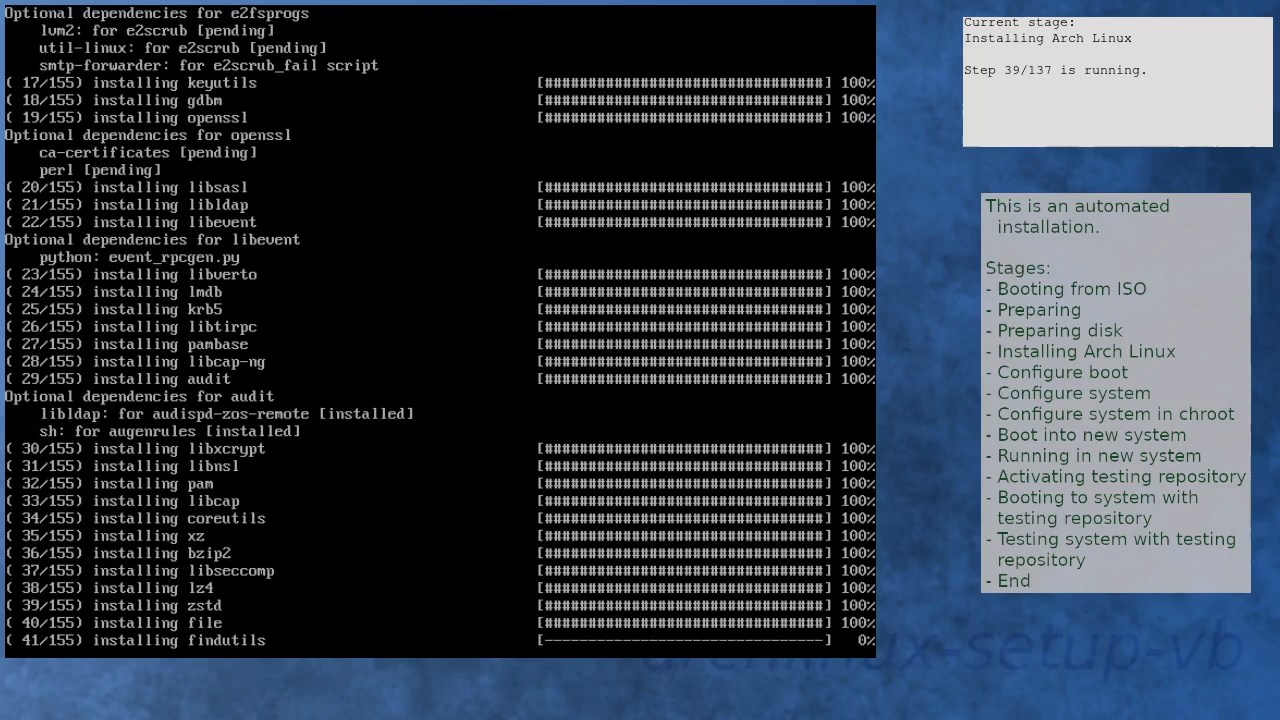 Optional dependencies for e2fsprogs
lvm2: for e2scrub [pending]
util-linux: for e2scrub [pending]
smtp-forwarder: for e2scrub_fail script
( 17/155) installing keyutils [################################] 100%
( 18/155) installing gdbm [################################] 100%
( 19/155) installing openssl [################################] 100%
Optional dependencies for openssl
ca-certificates [pending]
perl [pending]
( 20/155) installing libsasl [################################] 100%
( 21/155) installing libldap [################################] 100%
( 22/155) installing libevent [################################] 100%
Optional dependencies for libevent
python: event_rpcgen.py
( 23/155) installing libverto [################################] 100%
( 24/155) installing lmdb [################################] 100%
( 25/155) installing krb5 [################################] 100%
( 26/155) installing libtirpc [################################] 100%
( 27/155) installing pambase [################################] 100%
( 28/155) installing libcap-ng [################################] 100%
( 29/155) installing audit [################################] 100%
Optional dependencies for audit
libldap: for audispd-zos-remote [installed]
sh: for augenrules [installed]
( 30/155) installing libxcrypt [################################] 100%
( 31/155) installing libnsl [################################] 100%
( 32/155) installing pam [################################] 100%
( 33/155) installing libcap [################################] 100%
( 34/155) installing coreutils [################################] 100%
( 35/155) installing xz [################################] 100%
( 36/155) installing bzip2 [################################] 100%
( 37/155) installing libseccomp [################################] 100%
( 38/155) installing lz4 [################################] 100%
( 39/155) installing zstd [################################] 100%
( 40/155) installing file [################################] 100%
( 41/155) installing findutils [--------------------------------] 0%
Current stage:
Installing Arch Linux
Step 39/137 is running.
This is an automated
installation.
Stages:
- Booting from ISO
- Preparing
- Preparing disk
- Installing Arch Linux
- Configure boot
- Configure system
- Configure system in chroot
- Boot into new system
- Running in new system
- Activating testing repository
- Booting to system with
testing repository
- Testing system with testing
repository
- End
archlinux-setup-vb